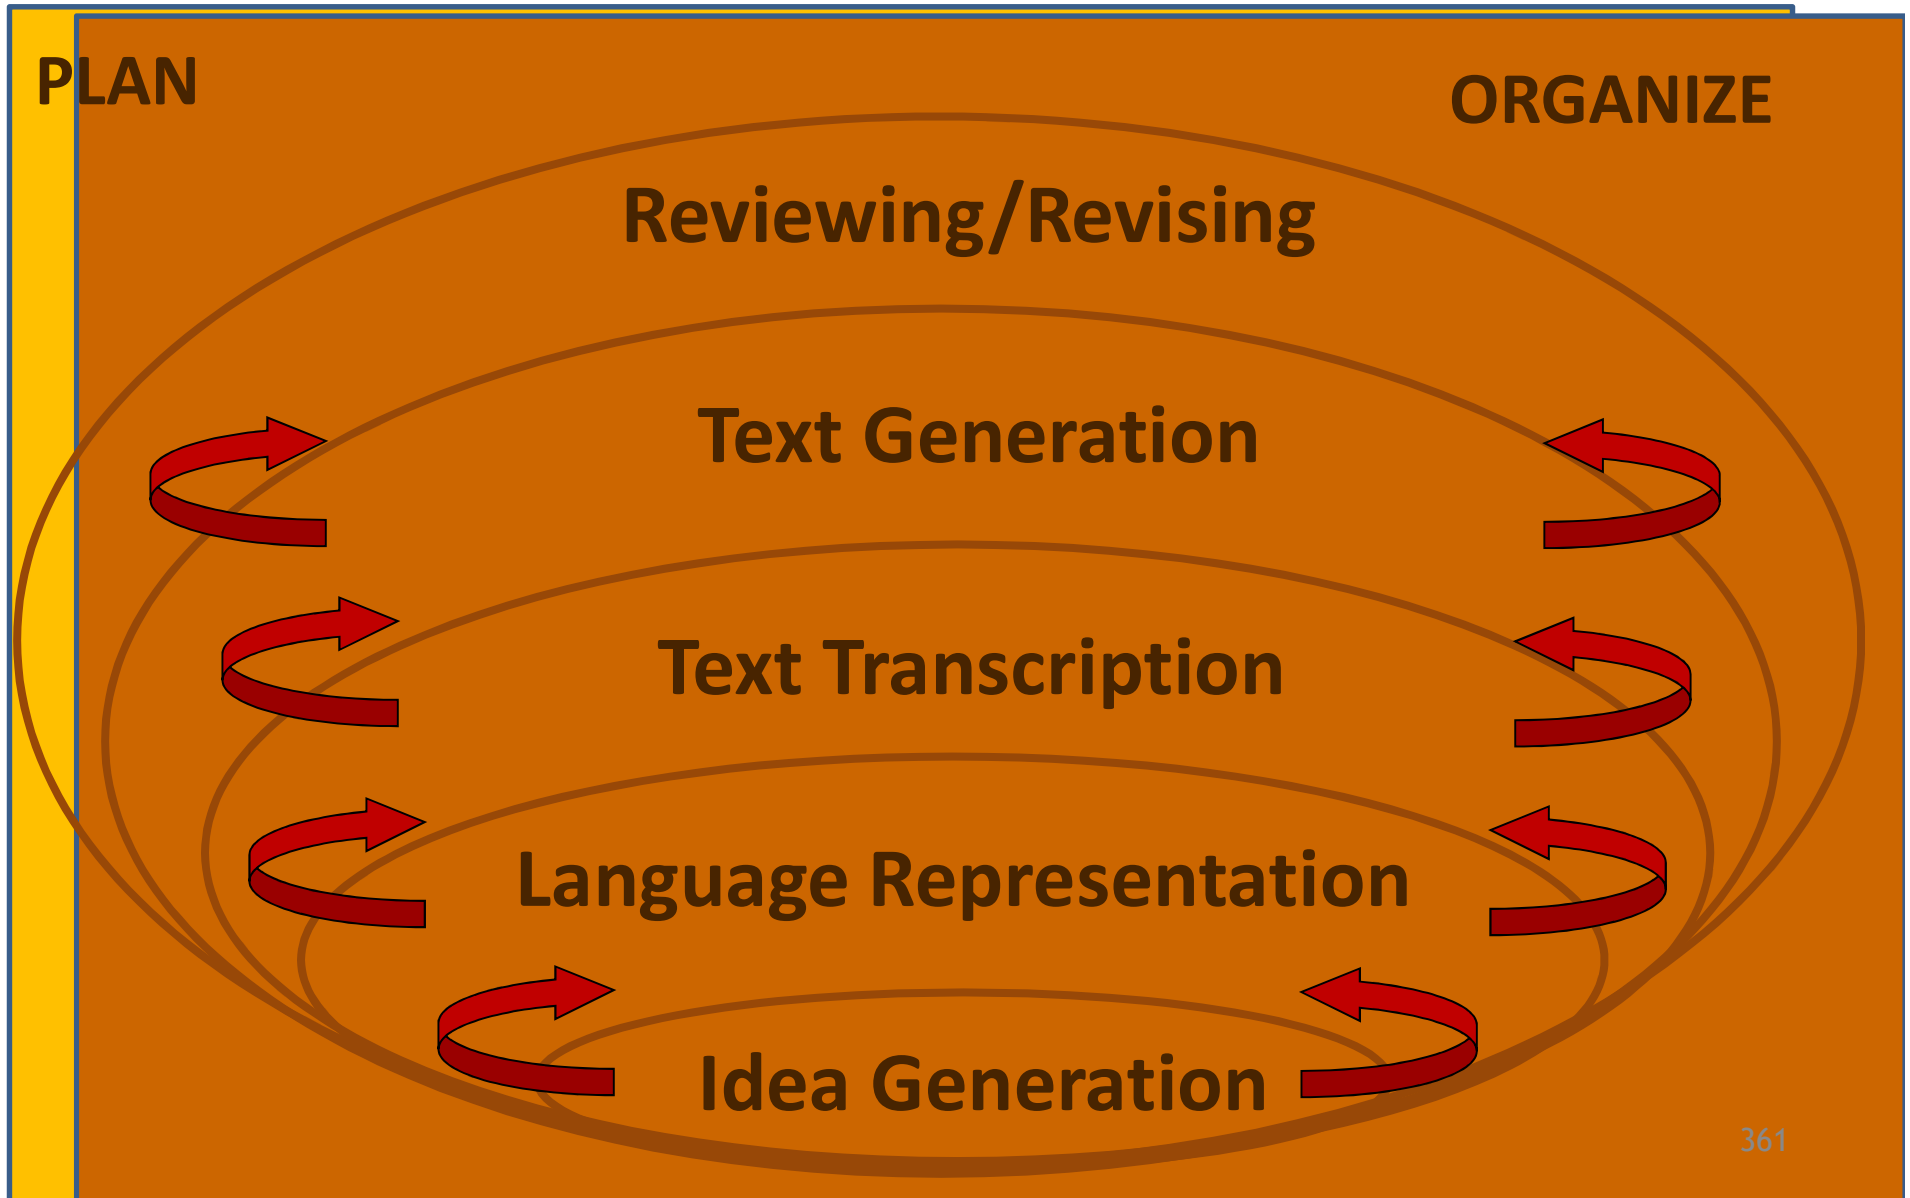 PLAN
ORGANIZE
Reviewing/Revising
Text Generation
Text Transcription
Language Representation
Idea Generation
361